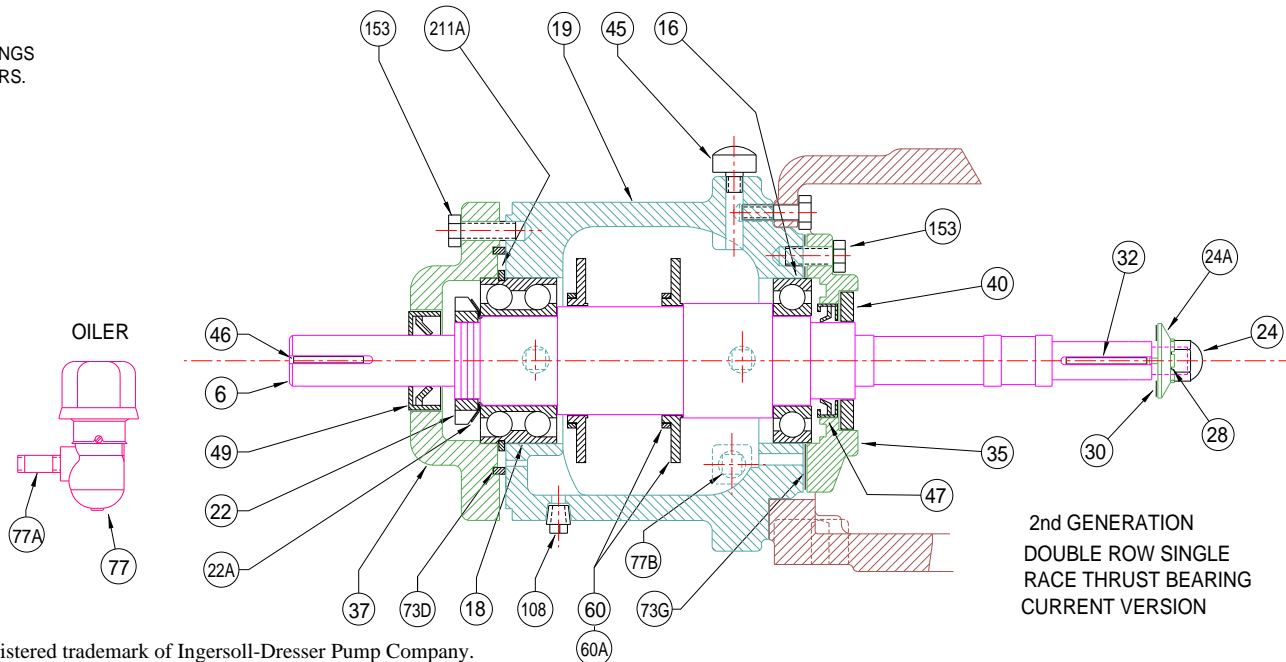 153
211A
19
45
16
NGS
RS.
153
32
24A
40
OILER
24
46
6
49
35
28
30
47
77A
22
77
22A
77B
2nd GENERATION
DOUBLE ROW SINGLE
RACE THRUST BEARING
CURRENT VERSION
37
73D
18
108
60
73G
60A
istered trademark of Ingersoll-Dresser Pump Company.